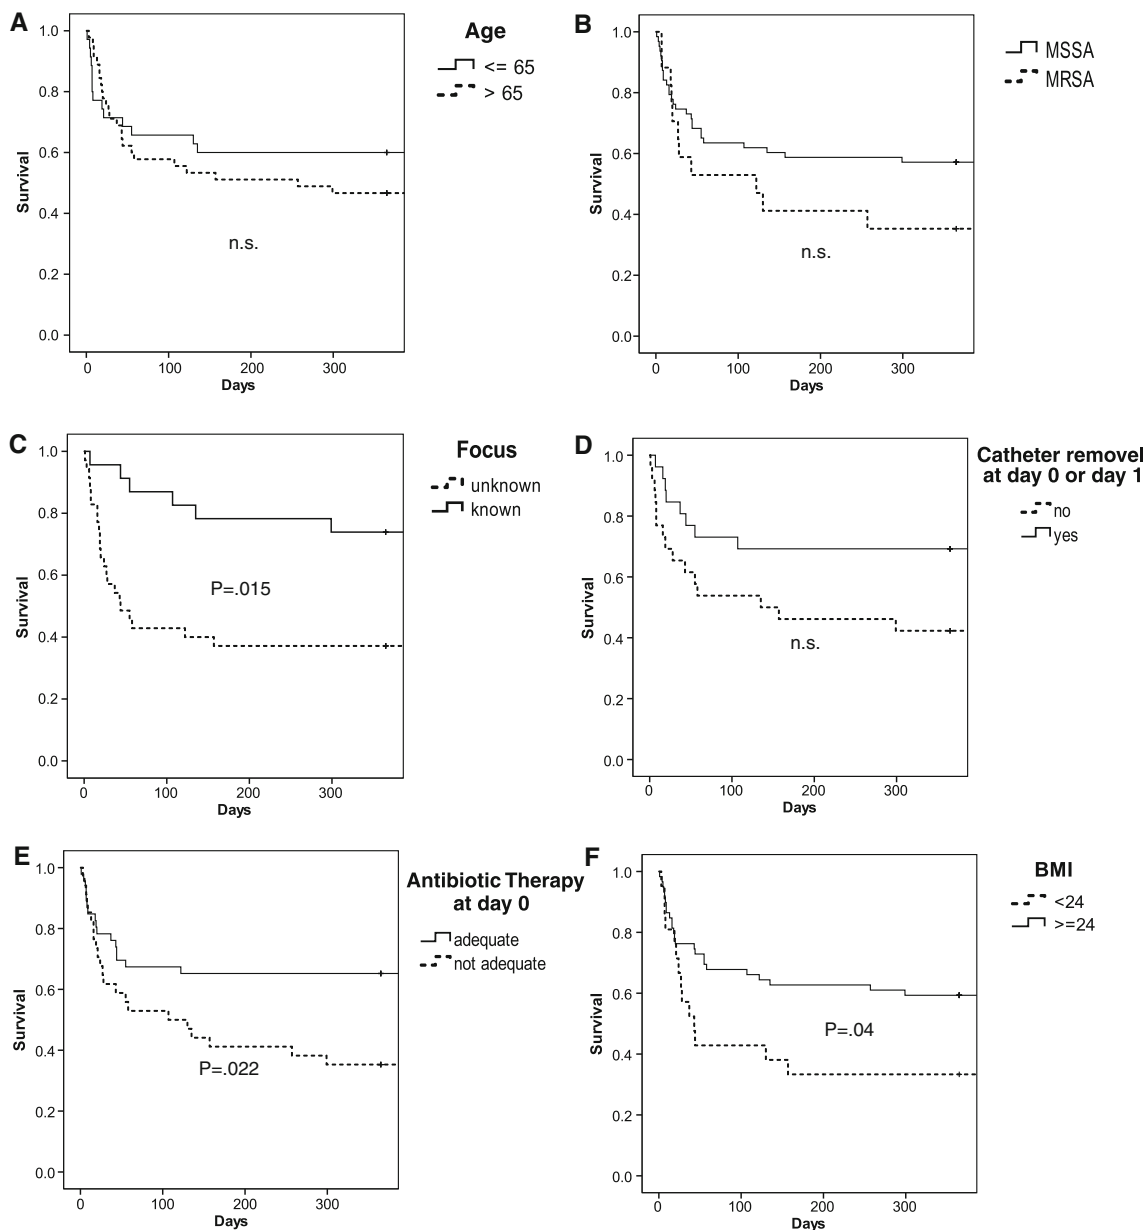 A
Age
<= 65
> 65
1.0
0.8
0.6
0.4
0.2
0.0
Survival
n.s.
0 100 200 300
Days
B
MSSA
MRSA
1.0
0.8
0.6
0.4
0.2
0.0
Survival
n.s.
0 100 200 300
Days
C
Focus
unknown
known
1.0
0.8
0.6
0.4
0.2
0.0
Survival
P=.015
0 100 200 300
Days
D
Catheter removel
at day 0 or day 1
no
yes
1.0
0.8
0.6
0.4
0.2
0.0
Survival
n.s.
0 100 200 300
Days
E
Antibiotic Therapy
at day 0
adequate
not adequate
1.0
0.8
0.6
0.4
0.2
0.0
Survival
P=.022
0 100 200 300
Days
F
BMI
<24
>=24
1.0
0.8
0.6
0.4
0.2
0.0
Survival
P=.04
0 100 200 300
Days